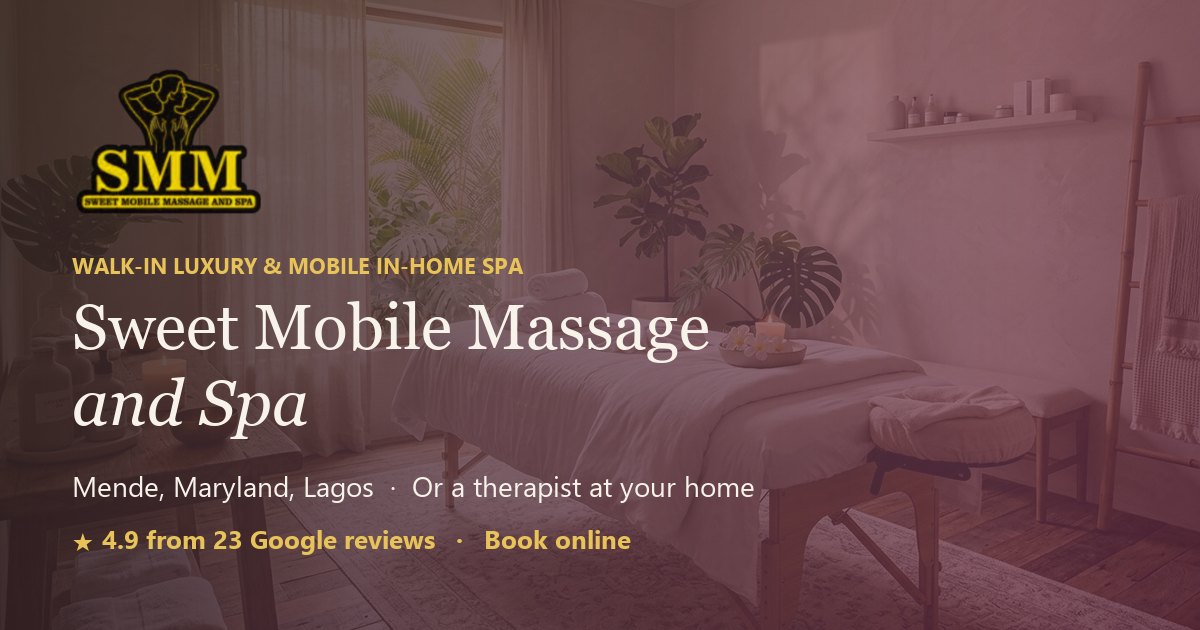 SMM
SWEET MOBILE MASSAGE AND SPA
WALK-IN LUXURY & MOBILE IN-HOME SPA
Sweet Mobile Massage
and Spa
Mende, Maryland, Lagos · Or a therapist at your home
★ 4.9 from 23 Google reviews · Book online